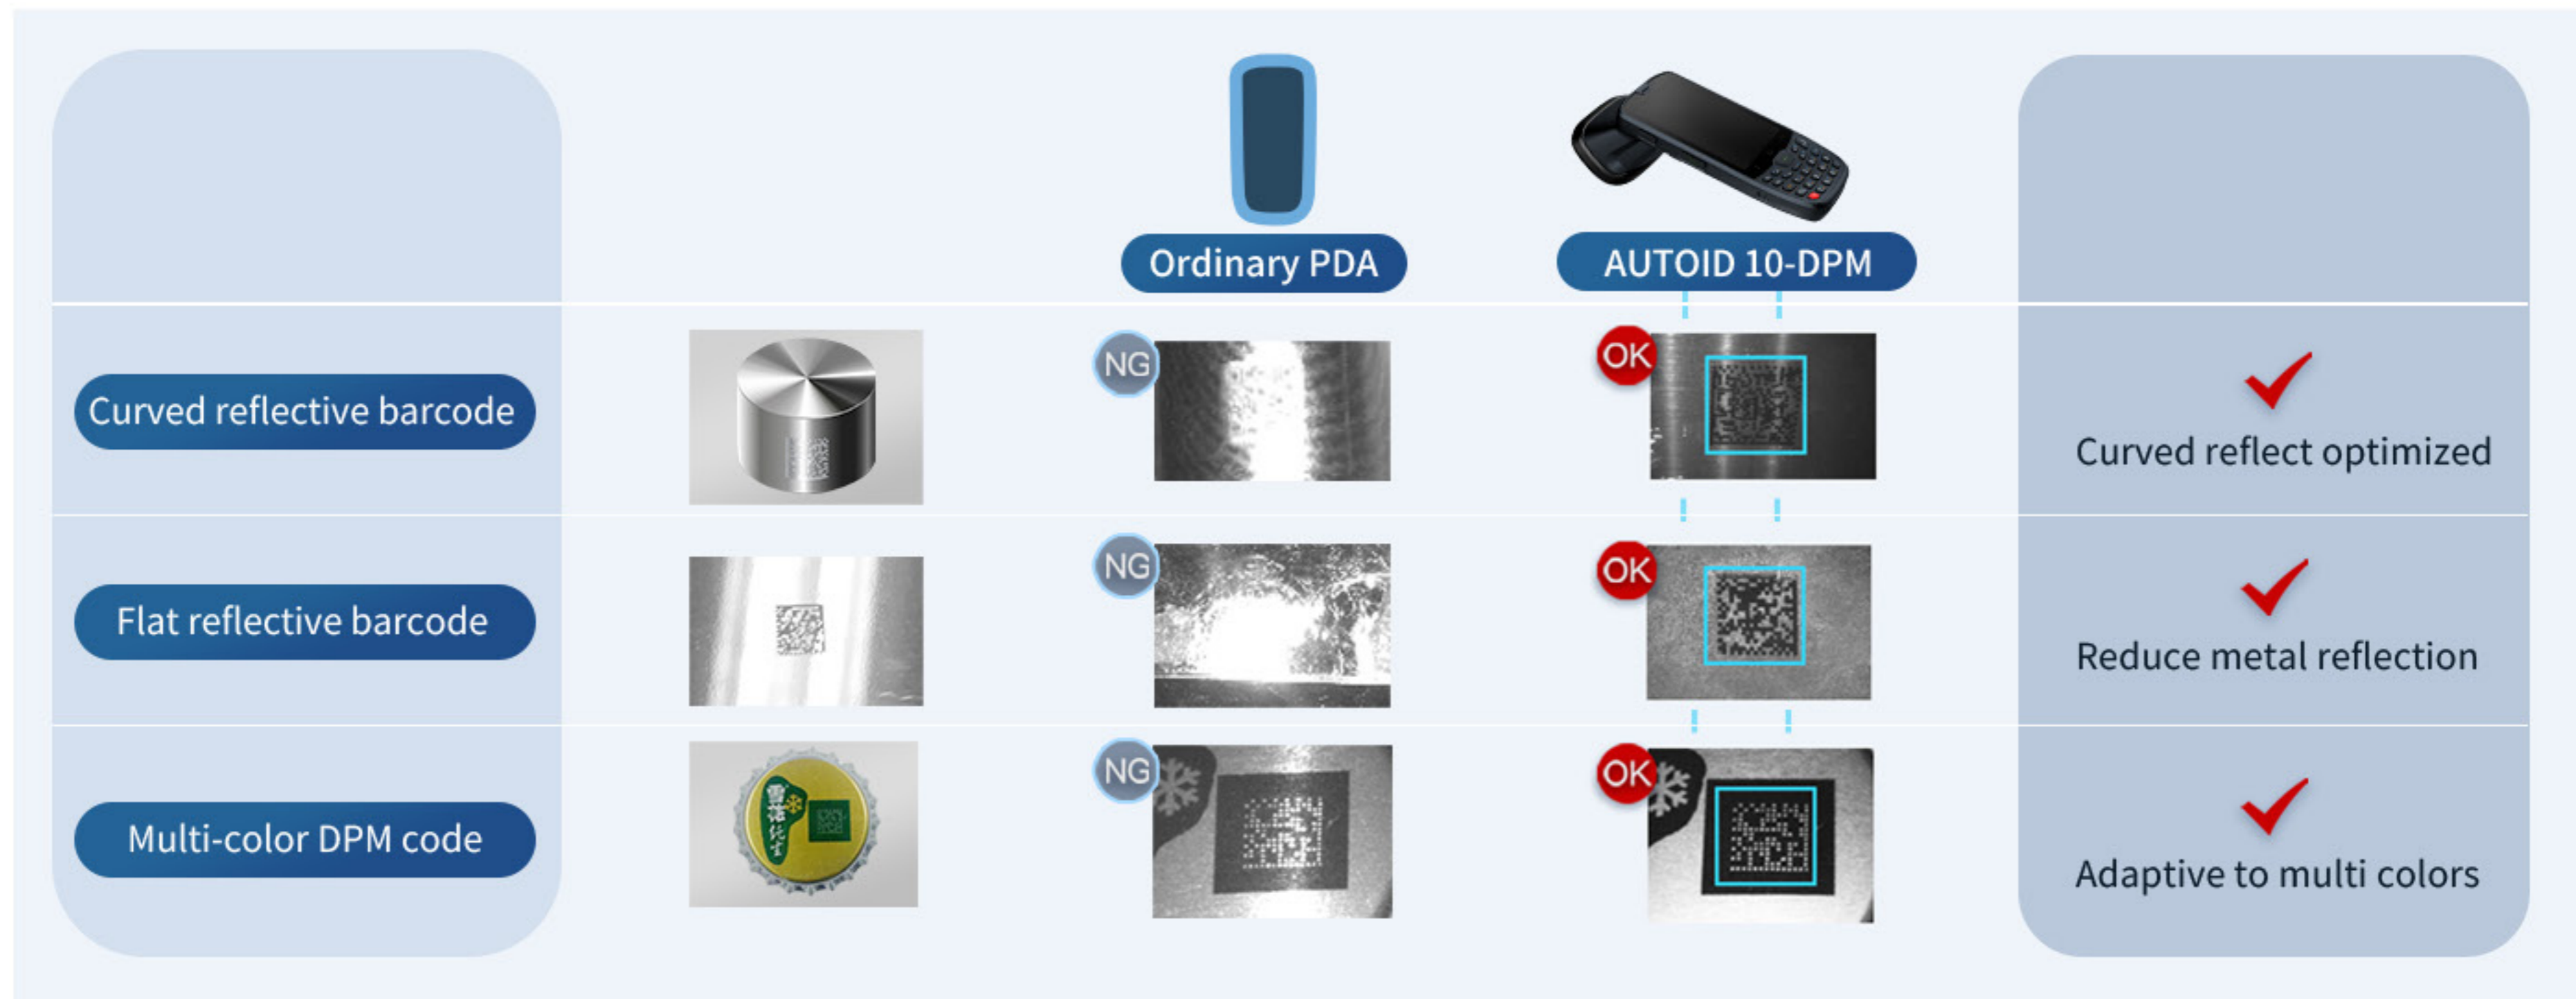 Ordinary PDA
AUTOID 10-DPM
Curved reflective barcode
NG
OK
Curved reflect optimized
Flat reflective barcode
NG
OK
Reduce metal reflection
Multi-color DPM code
NG
OK
Adaptive to multi colors